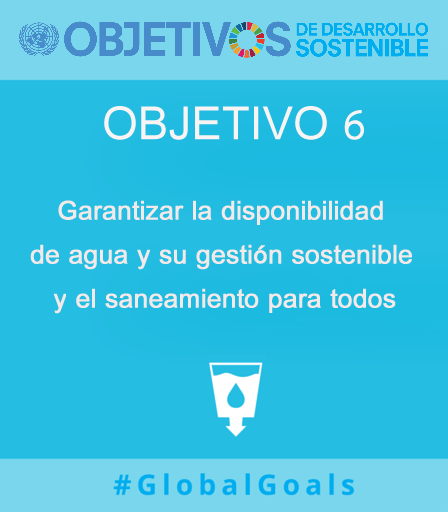 OBJETIVOS DE DESARROLLO
SOSTENIBLE
OBJETIVO 6
Garantizar la disponibilidad
de agua y su gestión sostenible
y el saneamiento para todos
#GlobalGoals